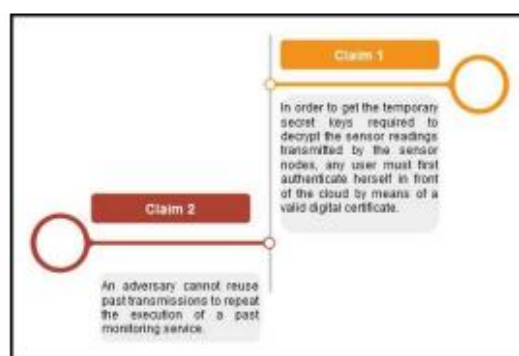 Claim 1
In order to get the temporary
secret keys required to
decrypt the sensor readings
transmitted by the sensor
nodes, any user must first
authenticate herself in front
of the cloud by means of a
valid digital certificate.
Claim 2
An adversary cannot reuse
past transmissions to repeat
the execution of a past
monitoring service.